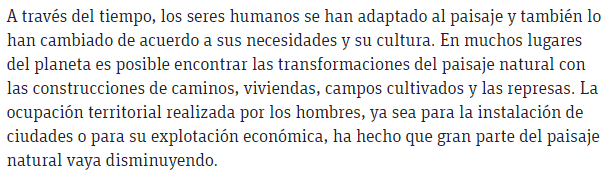 A través del tiempo, los seres humanos se han adaptado al paisaje y también lo
han cambiado de acuerdo a sus necesidades y su cultura. En muchos lugares
del planeta es posible encontrar las transformaciones del paisaje natural con
las construcciones de caminos, viviendas, campos cultivados y las represas. La
ocupación territorial realizada por los hombres, ya sea para la instalación de
ciudades o para su explotación económica, ha hecho que gran parte del paisaje
natural vaya disminuyendo.